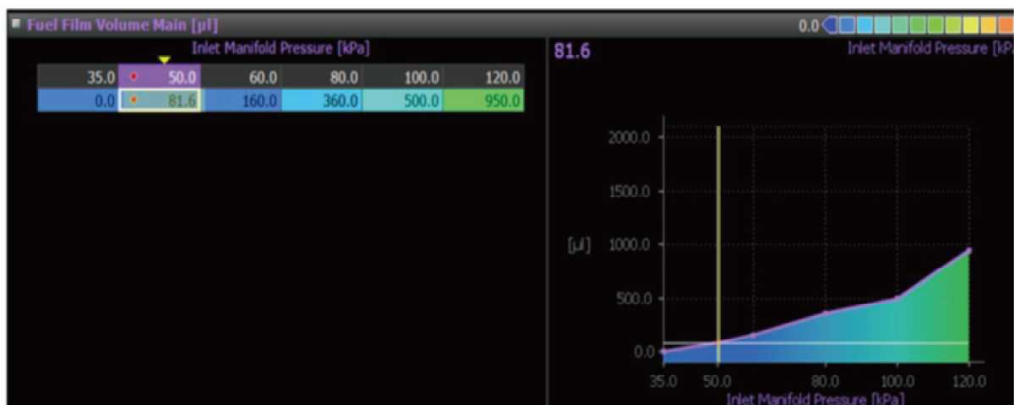 Fuel Film Volume Main [µl]
0.0
Inlet Manifold Pressure [kPa]
35.0 50.0 60.0 80.0 100.0 120.0
0.0 81.6 160.0 360.0 500.0 950.0
81.6
Inlet Manifold Pressure [kP
2000.0
1500.0
[µl] 1000.0
500.0
0.0
35.0 50.0 80.0 100.0 120.0
Inlet Manifold Pressure [kPa]